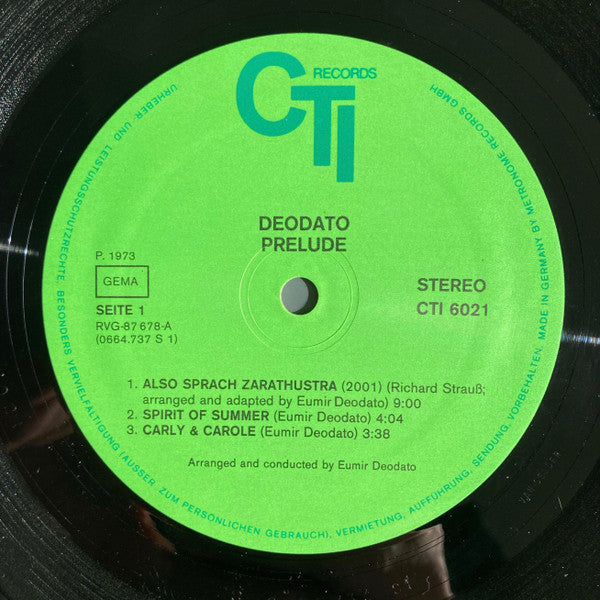 RECORDS
CTI
DEODATO
PRELUDE
P. 1973
GEMA
SEITE 1
RVG-87 678-A
(0664.737 S 1)
STEREO
CTI 6021
1. ALSO SPRACH ZARATHUSTRA (2001) (Richard Strauß;
arranged and adapted by Eumir Deodato) 9:00
2. SPIRIT OF SUMMER (Eumir Deodato) 4:04
3. CARLY & CAROLE (Eumir Deodato) 3:38
Arranged and conducted by Eumir Deodato
URHEBER- UND LEISTUNGSSCHUTZRECHTE, BESONDERS VERVIELFÄLTIGUNG (AUSSER ZUM PERSÖNLICHEN GEBRAUCH), VERMIETUNG, AUFFÜHRUNG, SENDUNG, VORBEHALTEN. MADE IN GERMANY BY METRONOME RECORDS GMBH